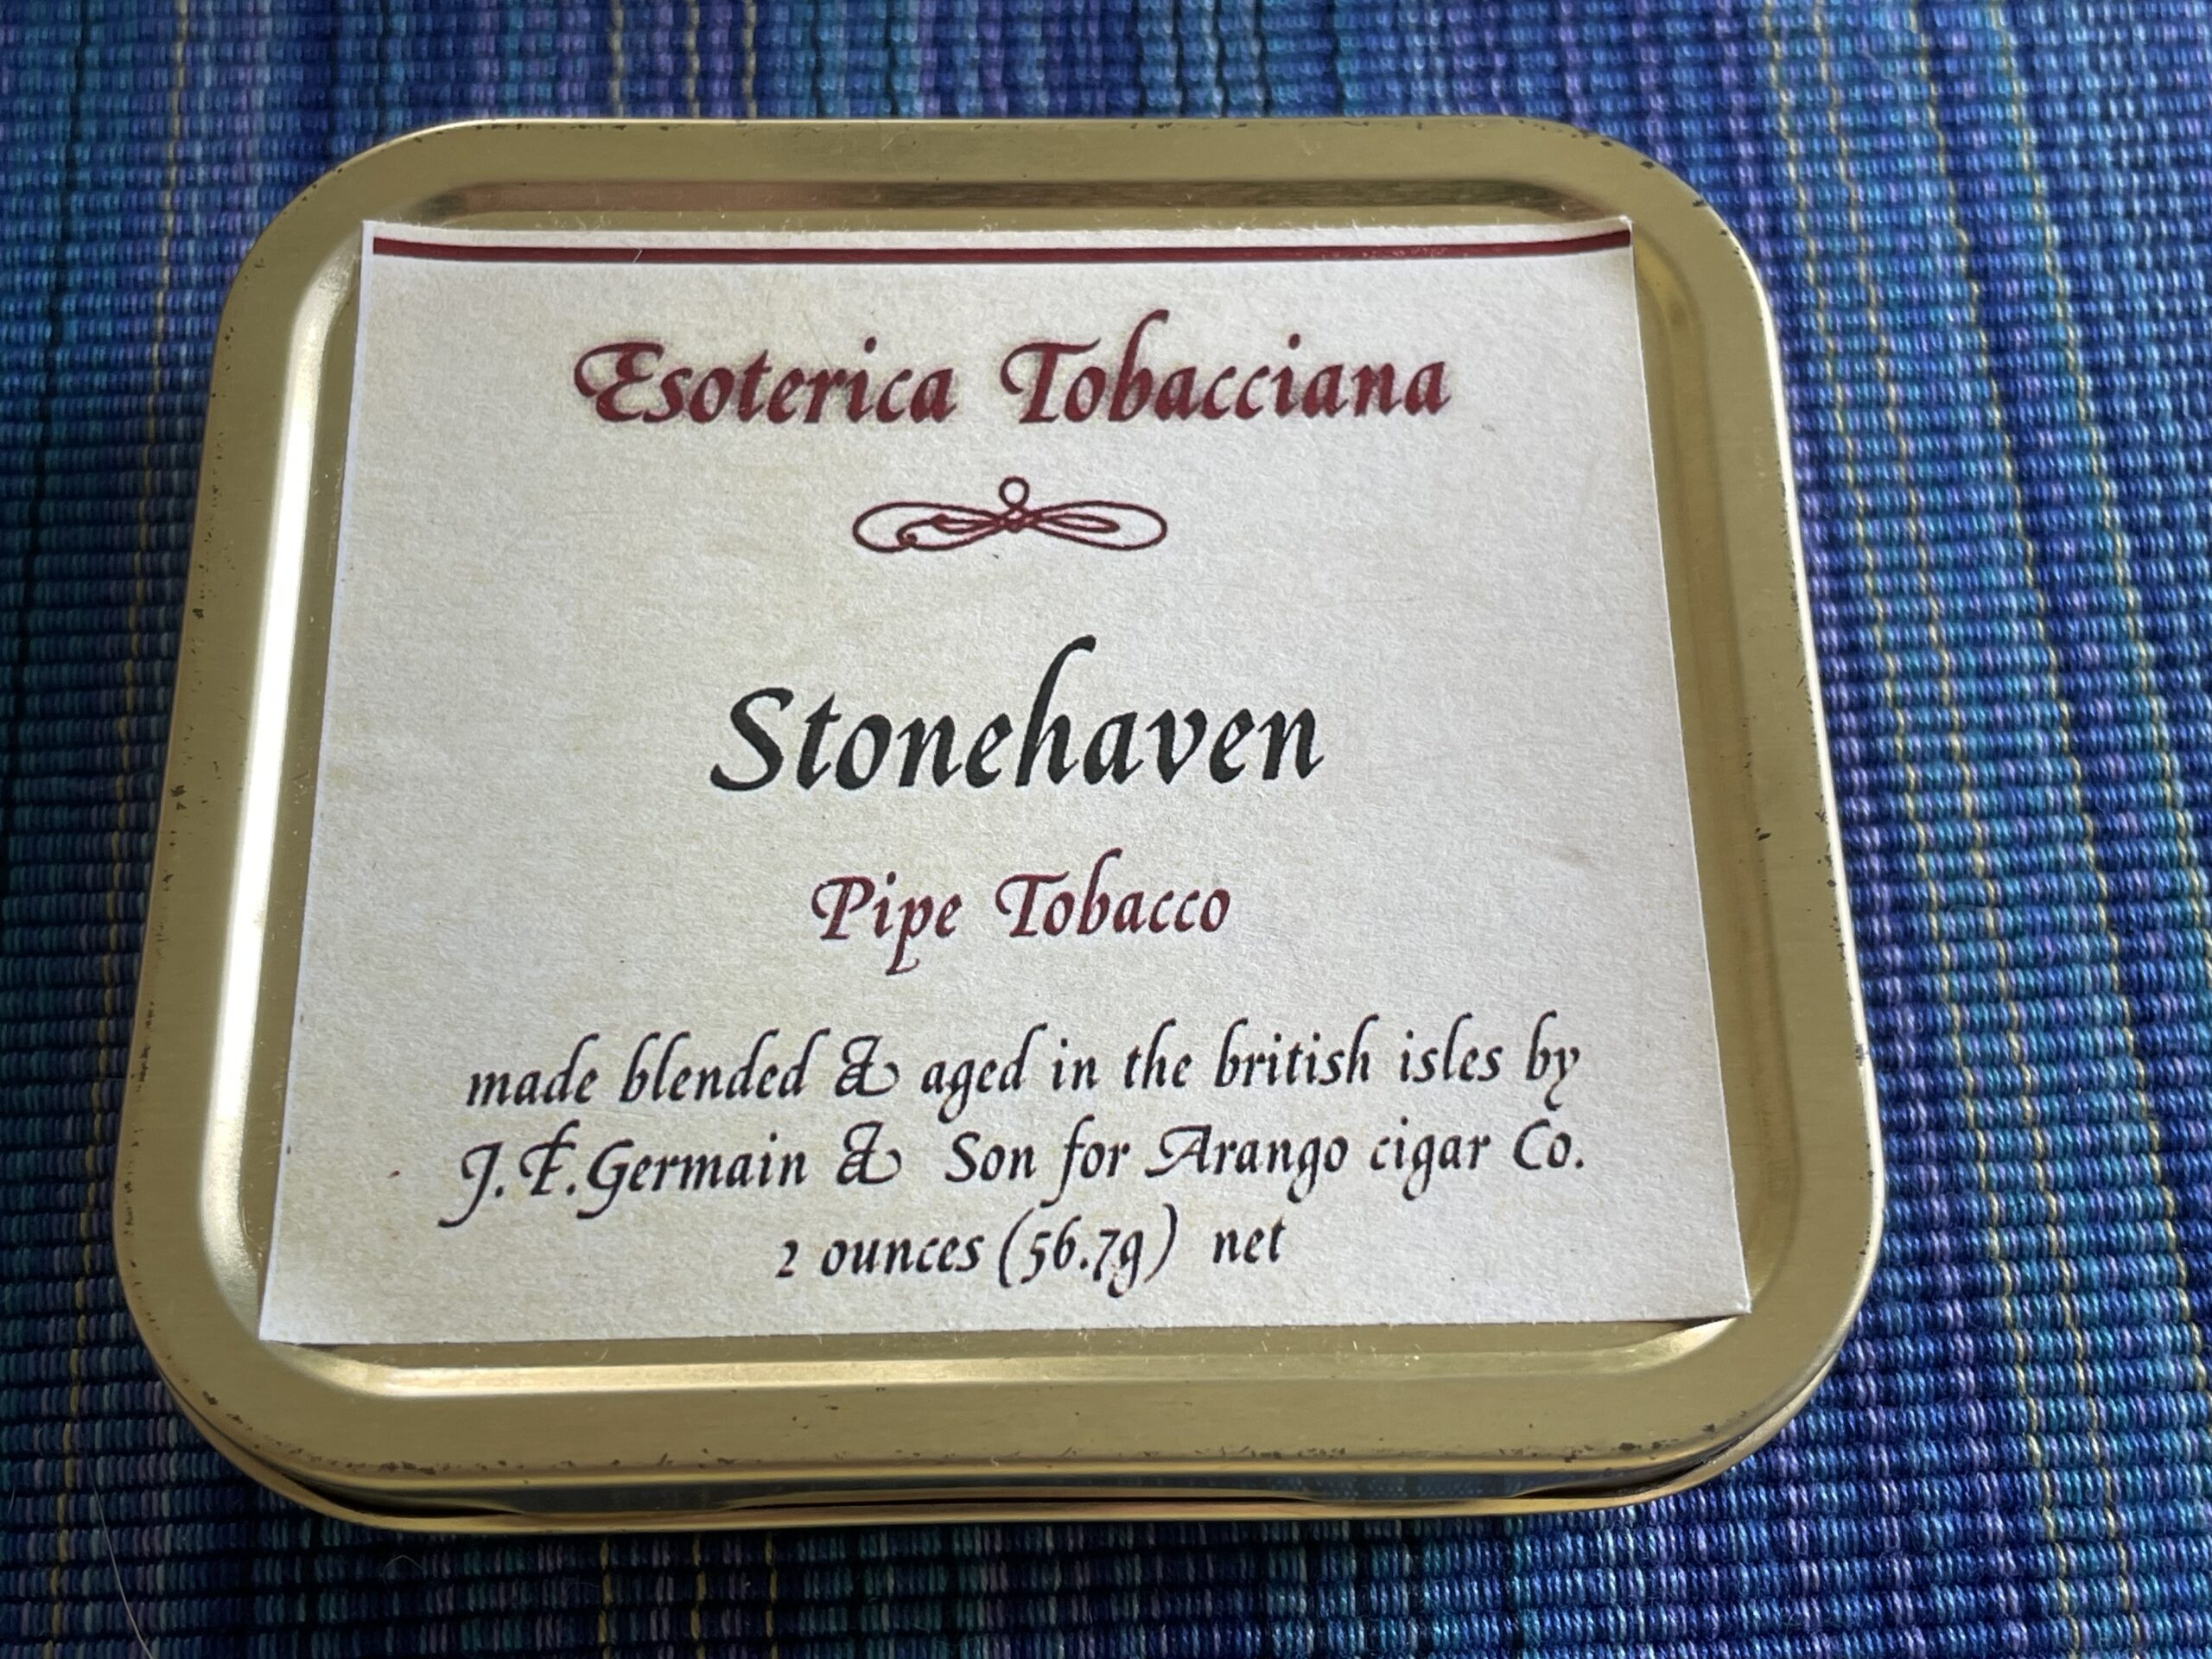 Esoterica Tobacciana
Stonehaven
Pipe Tobacco
made blended & aged in the british isles by
J.F.Germain & Son for Arango cigar Co.
2 ounces (56.7g) net